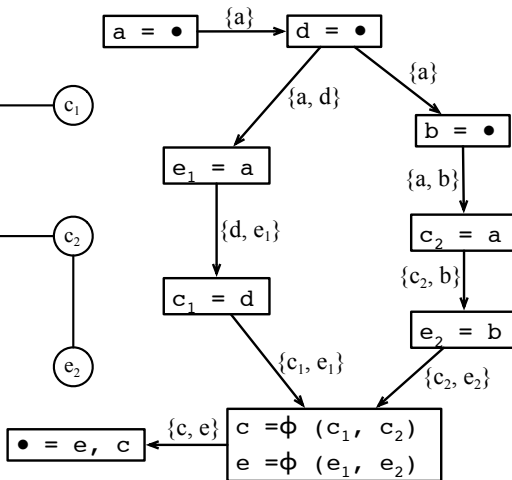 a = • {a} d = •
{a, d} {a}
c₁
b = •
e₁ = a
{a, b}
{d, e₁}
c₂ c₂ = a
{c₂, b}
c₁ = d
e₂ = b
e₂ {c₁, e₁} {c₂, e₂}
c =ϕ (c₁, c₂)
• = e, c {c, e}
e =ϕ (e₁, e₂)